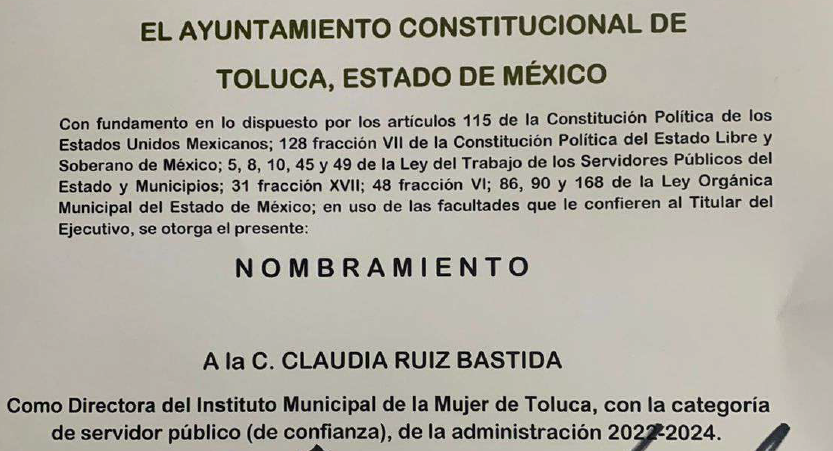 EL AYUNTAMIENTO CONSTITUCIONAL DE
TOLUCA, ESTADO DE MÉXICO
Con fundamento en lo dispuesto por los artículos 115 de la Constitución Política de los
Estados Unidos Mexicanos; 128 fracción VII de la Constitución Política del Estado Libre y
Soberano de México; 5, 8, 10, 45 y 49 de la Ley del Trabajo de los Servidores Públicos del
Estado y Municipios; 31 fracción XVII; 48 fracción VI; 86, 90 y 168 de la Ley Orgánica
Municipal del Estado de México; en uso de las facultades que le confieren al Titular del
Ejecutivo, se otorga el presente:
NOMBRAMIENTO
A la C. CLAUDIA RUIZ BASTIDA
Como Directora del Instituto Municipal de la Mujer de Toluca, con la categoría
de servidor público (de confianza), de la administración 2022-2024.